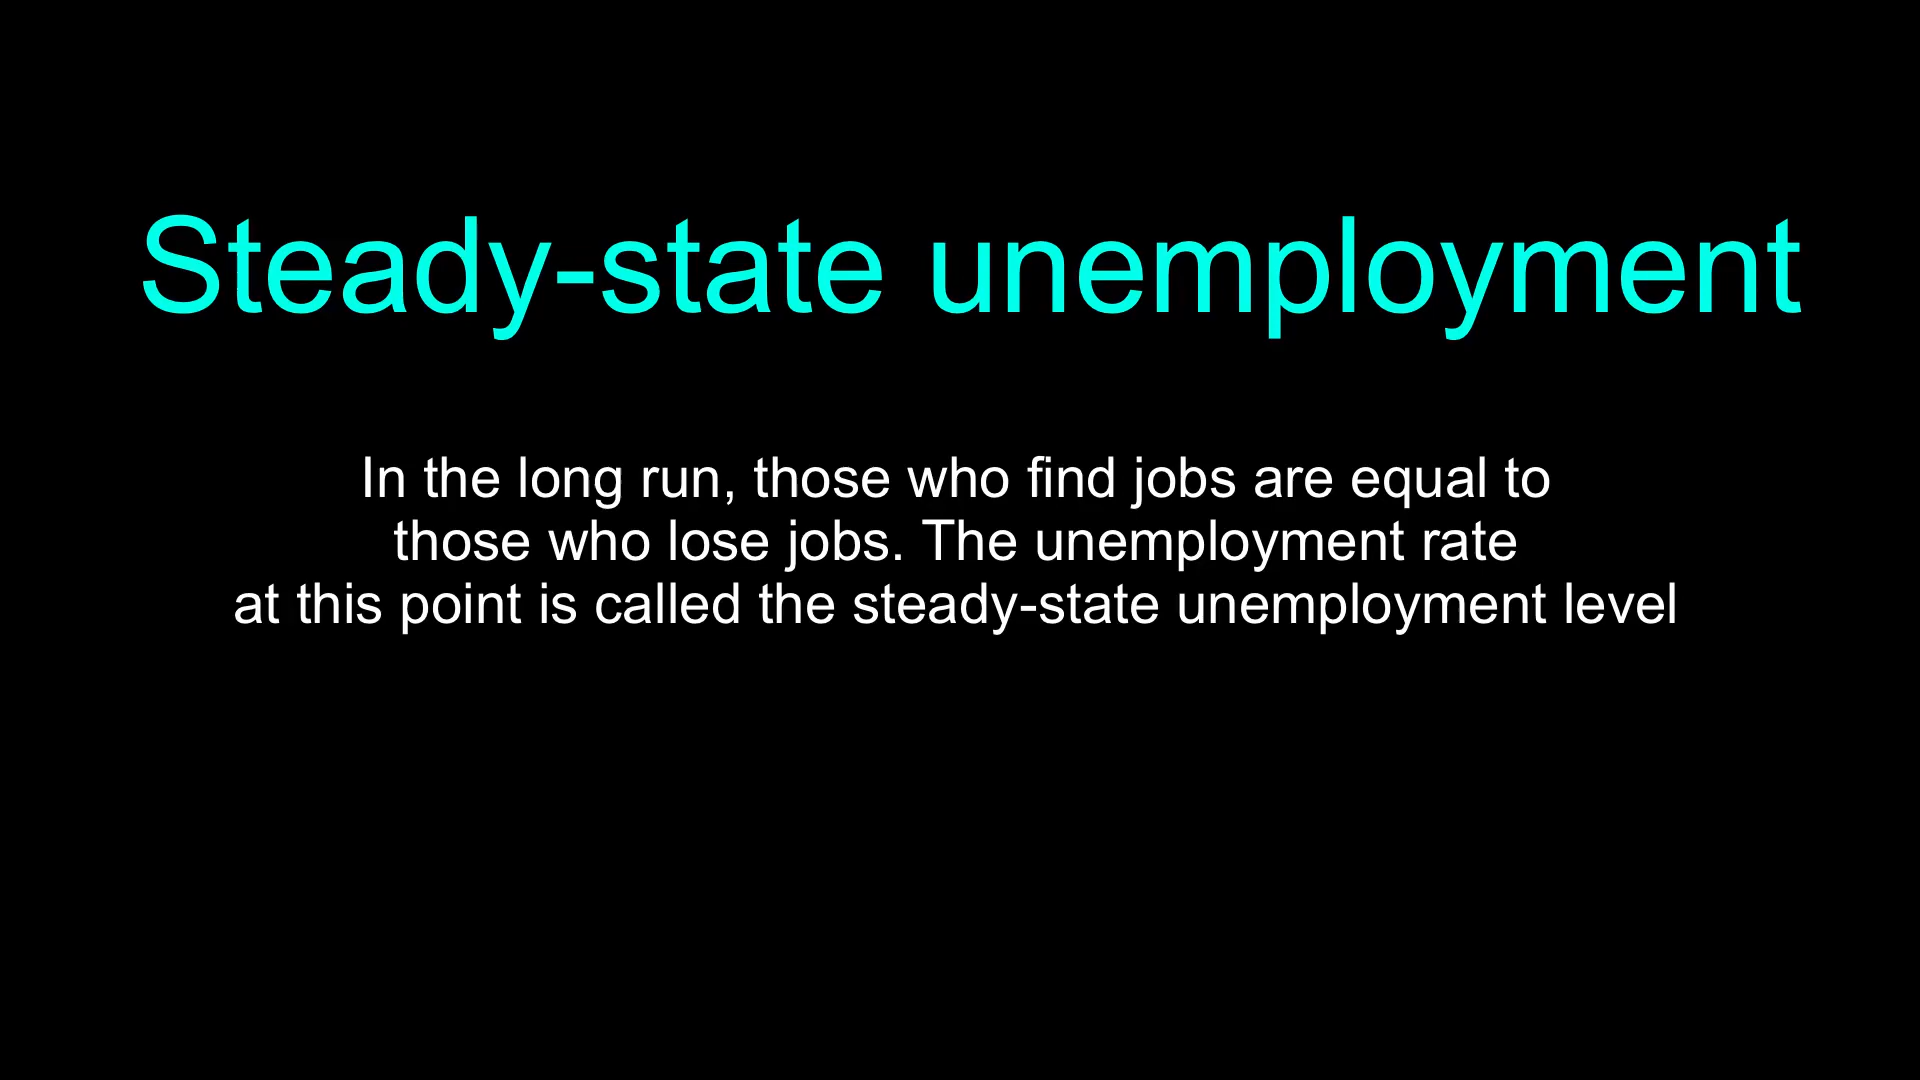 Steady-state unemployment
In the long run, those who find jobs are equal to
those who lose jobs. The unemployment rate
at this point is called the steady-state unemployment level